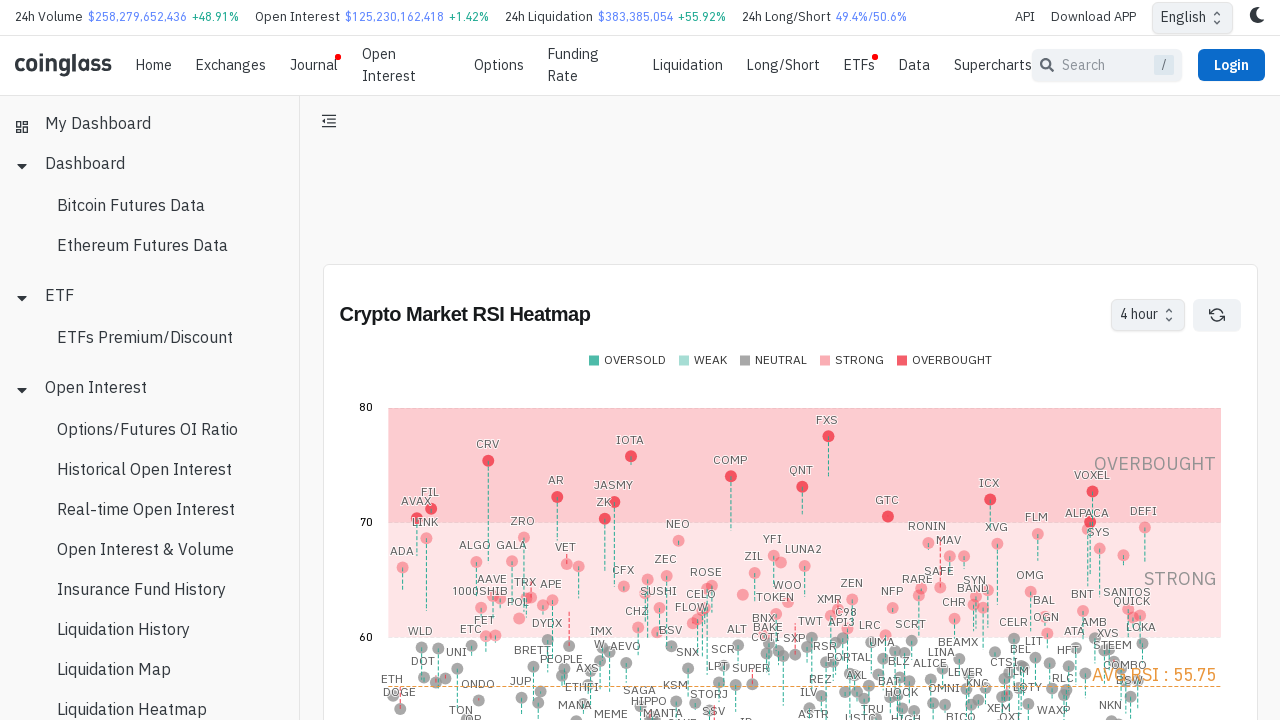 24h Volume $258,279,652,436 +48.91% Open Interest $125,230,162,418 +1.42% 24h Liquidation $383,385,054 +55.92% 24h Long/Short 49.4%/50.6% API Download APP English
coinglass Home Exchanges Journal Open Interest Options Funding Rate Liquidation Long/Short ETFs Data Supercharts Search / Login
My Dashboard
Dashboard
Bitcoin Futures Data
Ethereum Futures Data
ETF
ETFs Premium/Discount
Open Interest
Options/Futures OI Ratio
Historical Open Interest
Real-time Open Interest
Open Interest & Volume
Insurance Fund History
Liquidation History
Liquidation Map
Liquidation Heatmap
Crypto Market RSI Heatmap 4 hour
OVERSOLD WEAK NEUTRAL STRONG OVERBOUGHT
80
FXS
CRV IOTA
COMP OVERBOUGHT
QNT VOXEL
AR JASMY ICX
FIL
AVAX ZK GTC
ALPACA DEFI
70 LINK ZRO NEO FLM
RONIN XVG SYS
YFI MAV
ADA ALGO GALA VET LUNA2
ZEC ZIL
CFX ROSE SAFE OMG STRONG
AAVE TRX APE WOO ZEN RARE SYN
1000SHIB SUSHI CELO TOKEN NFP BAND BNT SANTOS
POL XMR CHR BAL QUICK
FLOW C98
FET CHZ BNX TWT API3 LRC SCRT CELR OGN AMB
60 WLD ETC DYDX IMX BSV ALT BAKE ATA XVS LOKA
COTI SXP UMA BEAMX LIT
DOT UNI BRETT AEVO SNX SCR RSR LINA BEL HFT STEEM
PEOPLE AXS LPT SUPER PORTAL BLZ ALICE CTSI COMBO
ETH ONDO JUP ETHFI KSM REZ AXL BAT LEVER TLM RLC AVG RSI : 55.75
DOGE SAGA STORJ ILV HOOK OMNI KNC LQTY BSW
TON MANA HIPPO SSV ASTR TRU XEM WAXP NKN
MEME MANTA HIGH BICO OXT